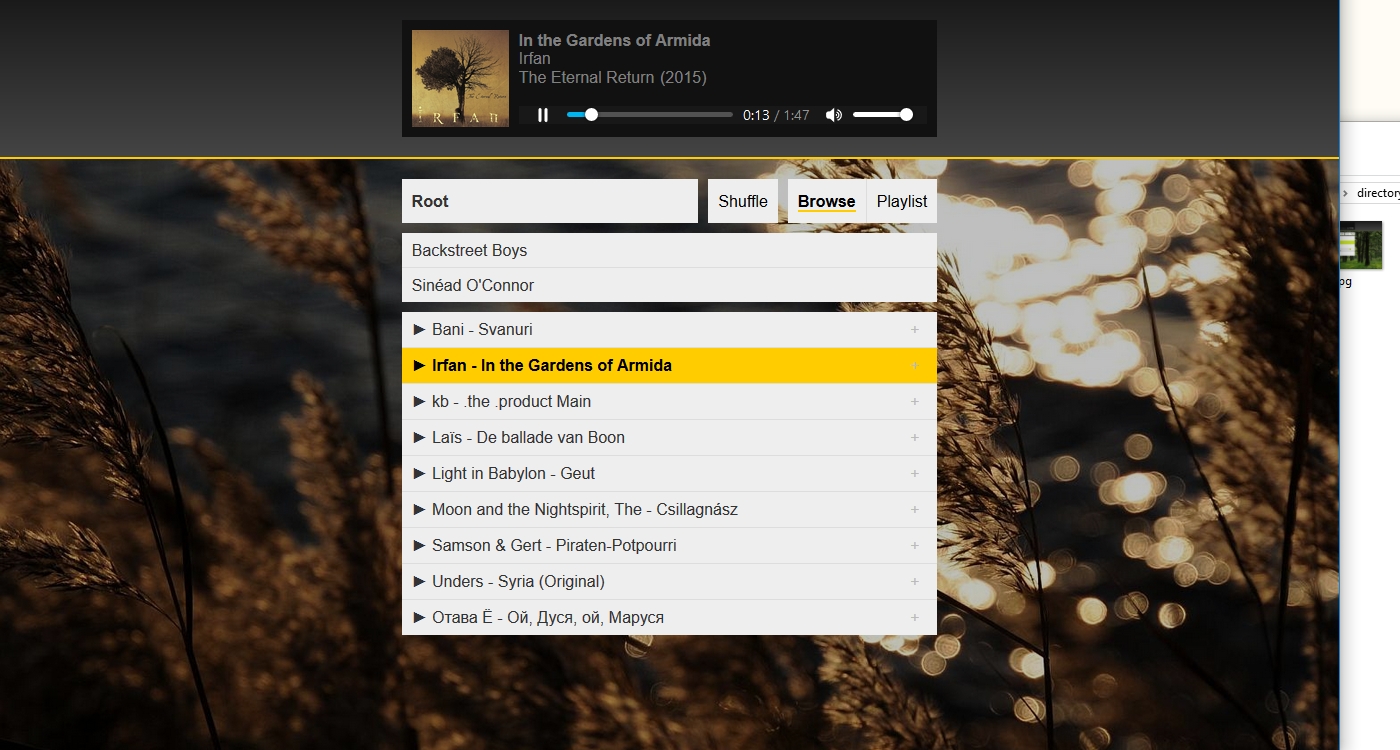 In the Gardens of Armida
Irfan
The Eternal Return (2015)
IRFAN
0:13 / 1:47
Root
Shuffle
Browse
Playlist
Backstreet Boys
Sinéad O'Connor
▶ Bani - Svanuri +
▶ Irfan - In the Gardens of Armida +
▶ kb - .the .product Main +
▶ Laïs - De ballade van Boon +
▶ Light in Babylon - Geut +
▶ Moon and the Nightspirit, The - Csillagnász +
▶ Samson & Gert - Piraten-Potpourri +
▶ Unders - Syria (Original) +
▶ Отава Ё - Ой, Дуся, ой, Маруся +
› directory